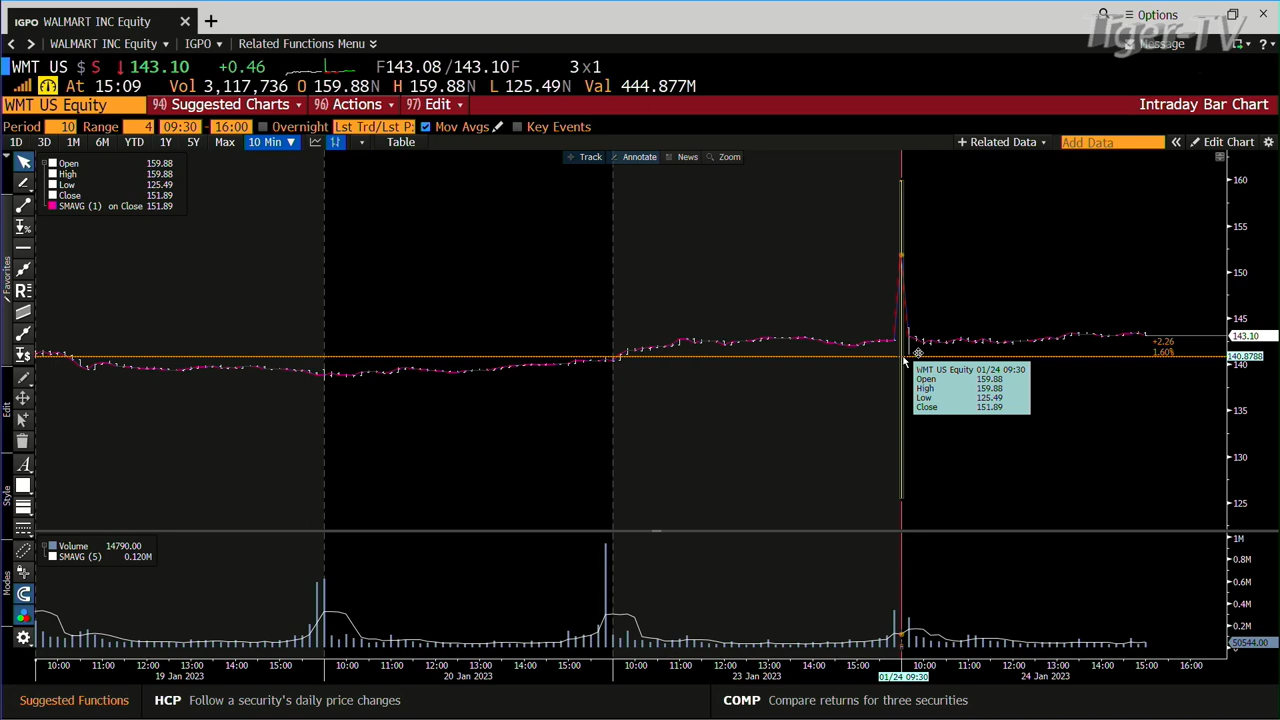 IGPO WALMART INC Equity
Options
Tiger-TV
WALMART INC Equity IGPO Related Functions Menu
Message
?
WMT US $ S 143.10 +0.46 F143.08/143.10F 3x1
At 15:09 Vol 3,117,736 O 159.88N H 159.88N L 125.49N Val 444.877M
WMT US Equity 94) Suggested Charts 96) Actions 97) Edit Intraday Bar Chart
Period 10 Range 4 09:30 - 16:00 Overnight Lst Trd/Lst P: Mov Avgs Key Events
1D 3D 1M 6M YTD 1Y 5Y Max 10 Min Table + Related Data Add Data « Edit Chart
Track Annotate News Zoom
Open 159.88
High 159.88
Low 125.49
Close 151.89
SMAVG (1) on Close 151.89
Favorites
Edit
Style
Modes
160
155
150
145
143.10
+2.26
1.60%
140.8788
140
135
130
125
WMT US Equity 01/24 09:30
Open 159.88
High 159.88
Low 125.49
Close 151.89
Volume 14790.00
SMAVG (5) 0.120M
1M
0.8M
0.6M
0.4M
0.2M
50544.00
10:00 11:00 12:00 13:00 14:00 15:00 10:00 11:00 12:00 13:00 14:00 15:00 10:00 11:00 12:00 13:00 14:00 15:00 10:00 11:00 12:00 13:00 14:00 15:00 16:00
19 Jan 2023 20 Jan 2023 23 Jan 2023 01/24 09:30 24 Jan 2023
Suggested Functions HCP Follow a security's daily price changes COMP Compare returns for three securities